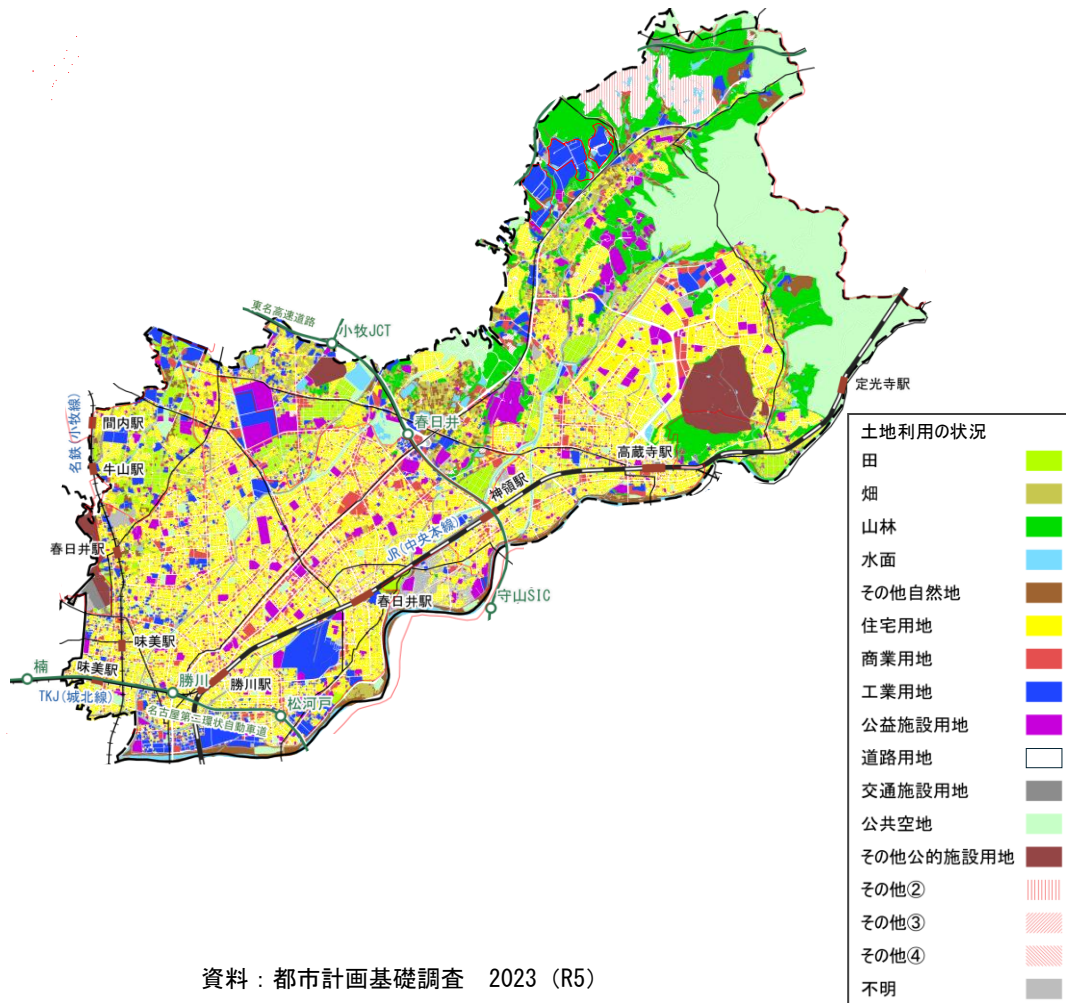 東名高速道路
小牧JCT
名鉄(小牧線)
間内駅
牛山駅
春日井
定光寺駅
高蔵寺駅
神領駅
JR(中央本線)
春日井駅
春日井駅
守山SIC
味美駅
味美駅
楠
勝川
勝川駅
TKJ(城北線)
松河戸
名古屋第二環状自動車道
土地利用の状況
田
畑
山林
水面
その他自然地
住宅用地
商業用地
工業用地
公益施設用地
道路用地
交通施設用地
公共空地
その他公的施設用地
その他②
その他③
その他④
不明
資料：都市計画基礎調査 2023（R5）